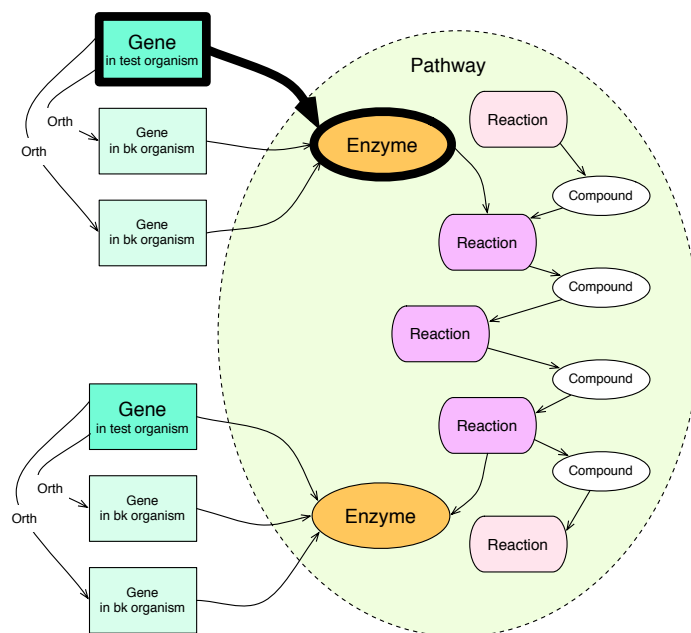 Gene
in test organism
Pathway
Orth
Orth
Gene
in bk organism
Enzyme
Reaction
Compound
Gene
in bk organism
Reaction
Compound
Reaction
Compound
Gene
in test organism
Reaction
Compound
Orth
Orth
Gene
in bk organism
Enzyme
Reaction
Gene
in bk organism